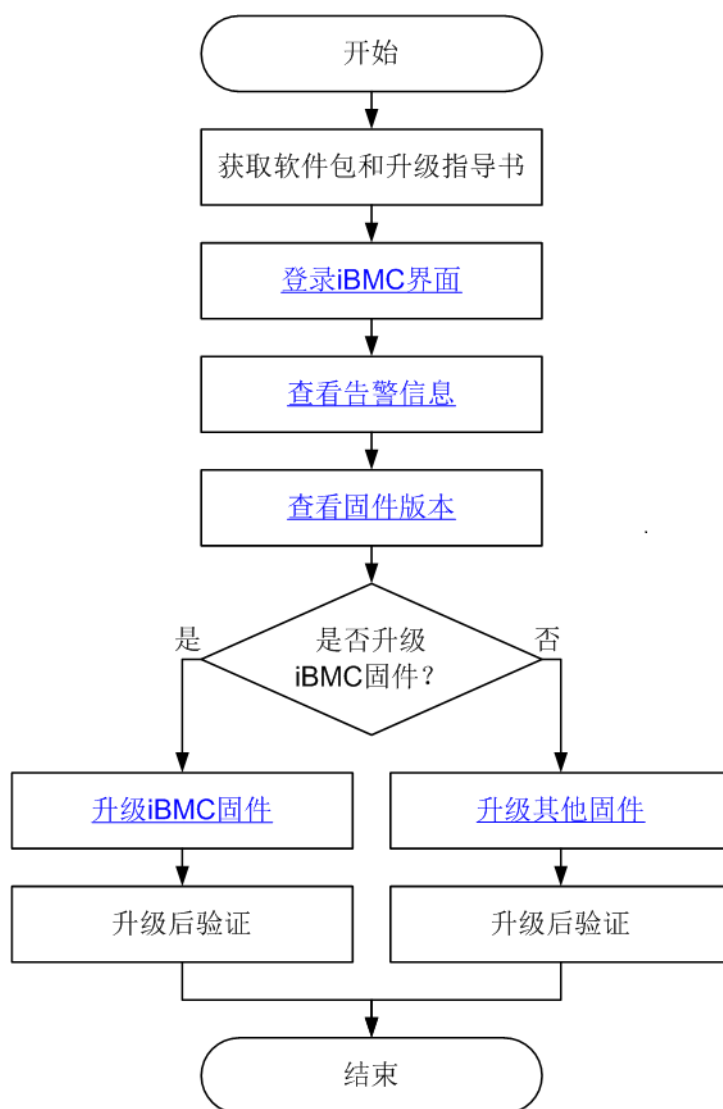 开始
获取软件包和升级指导书
登录iBMC界面
查看告警信息
查看固件版本
是
是否升级
iBMC固件？
否
升级iBMC固件
升级其他固件
升级后验证
升级后验证
结束